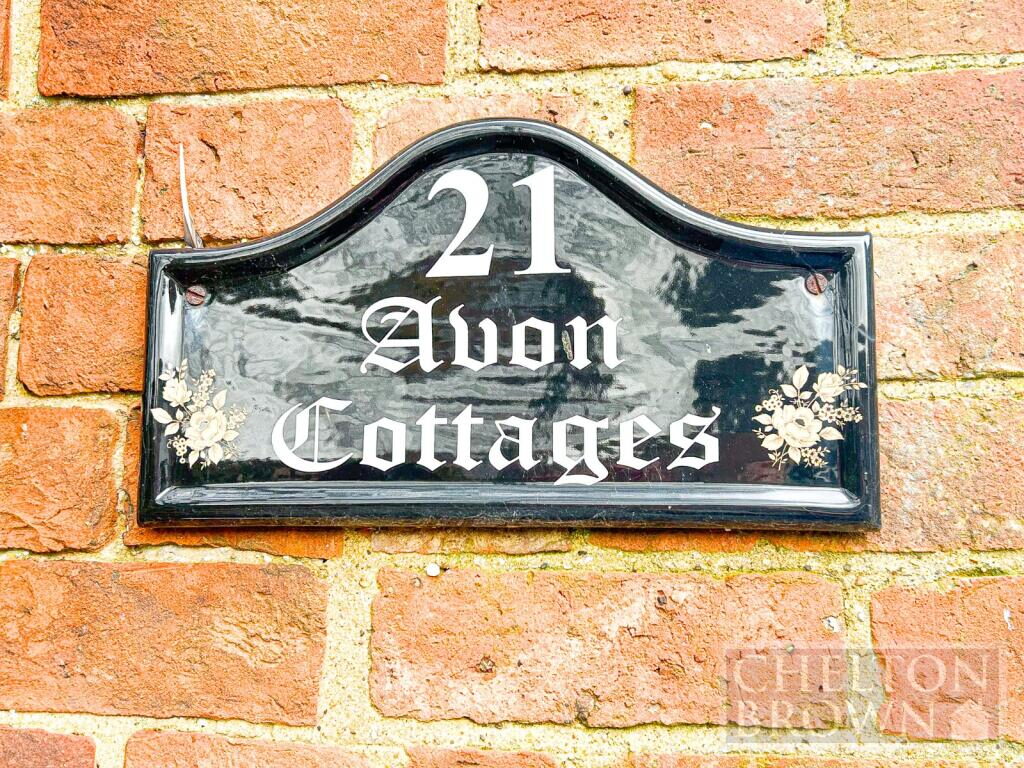 21
Avon
Cottages
CHELTON
BROWN